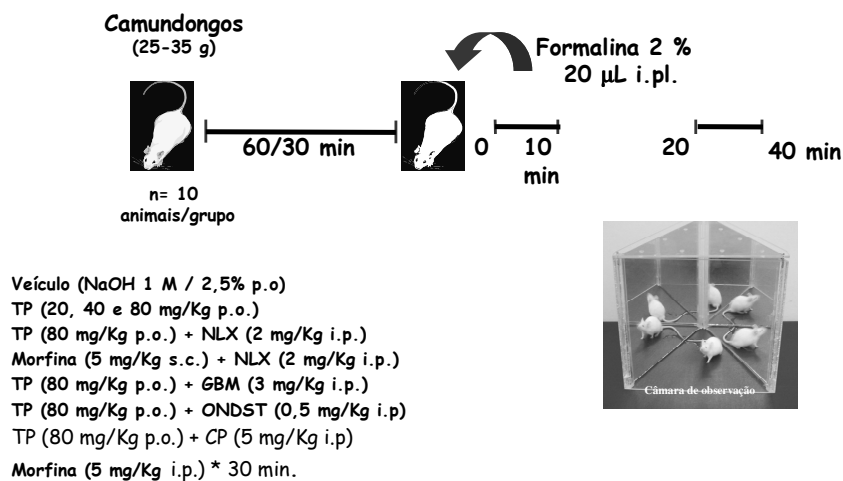 Camundongos
(25-35 g)
Formalina 2 %
20 µL i.pl.
60/30 min
0 10 min
20 40 min
n= 10
animais/grupo
Veículo (NaOH 1 M / 2,5% p.o)
TP (20, 40 e 80 mg/Kg p.o.)
TP (80 mg/Kg p.o.) + NLX (2 mg/Kg i.p.)
Morfina (5 mg/Kg s.c.) + NLX (2 mg/Kg i.p.)
TP (80 mg/Kg p.o.) + GBM (3 mg/Kg i.p.)
TP (80 mg/Kg p.o.) + ONDST (0,5 mg/Kg i.p)
TP (80 mg/Kg p.o.) + CP (5 mg/Kg i.p)
Morfina (5 mg/Kg i.p.) * 30 min.
Câmara de observação